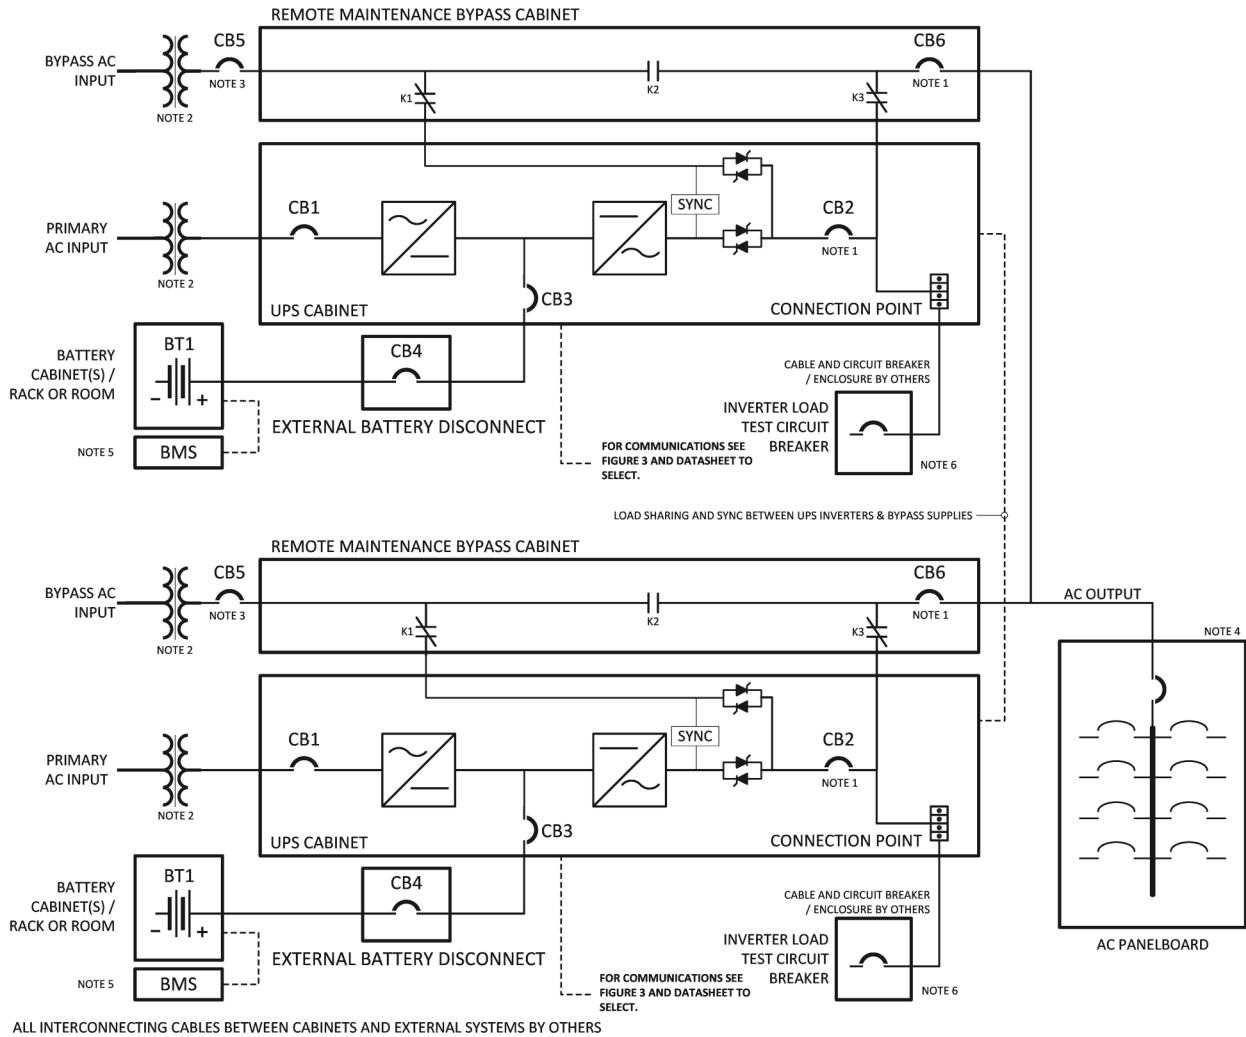 REMOTE MAINTENANCE BYPASS CABINET
BYPASS AC
INPUT
CB5
NOTE 3
NOTE 2
CB6
NOTE 1
K1
K2
K3
PRIMARY
AC INPUT
NOTE 2
CB1
SYNC
CB2
NOTE 1
CB3
UPS CABINET
CONNECTION POINT
BATTERY
CABINET(S) /
RACK OR ROOM
BT1
- +
CB4
EXTERNAL BATTERY DISCONNECT
NOTE 5
BMS
CABLE AND CIRCUIT BREAKER
/ ENCLOSURE BY OTHERS
INVERTER LOAD
TEST CIRCUIT
BREAKER
NOTE 6
FOR COMMUNICATIONS SEE
FIGURE 3 AND DATASHEET TO
SELECT.
LOAD SHARING AND SYNC BETWEEN UPS INVERTERS & BYPASS SUPPLIES
REMOTE MAINTENANCE BYPASS CABINET
BYPASS AC
INPUT
CB5
NOTE 3
NOTE 2
CB6
NOTE 1
K1
K2
K3
AC OUTPUT
NOTE 4
PRIMARY
AC INPUT
NOTE 2
CB1
SYNC
CB2
NOTE 1
CB3
UPS CABINET
CONNECTION POINT
BATTERY
CABINET(S) /
RACK OR ROOM
BT1
- +
CB4
EXTERNAL BATTERY DISCONNECT
NOTE 5
BMS
CABLE AND CIRCUIT BREAKER
/ ENCLOSURE BY OTHERS
INVERTER LOAD
TEST CIRCUIT
BREAKER
NOTE 6
FOR COMMUNICATIONS SEE
FIGURE 3 AND DATASHEET TO
SELECT.
AC PANELBOARD
ALL INTERCONNECTING CABLES BETWEEN CABINETS AND EXTERNAL SYSTEMS BY OTHERS